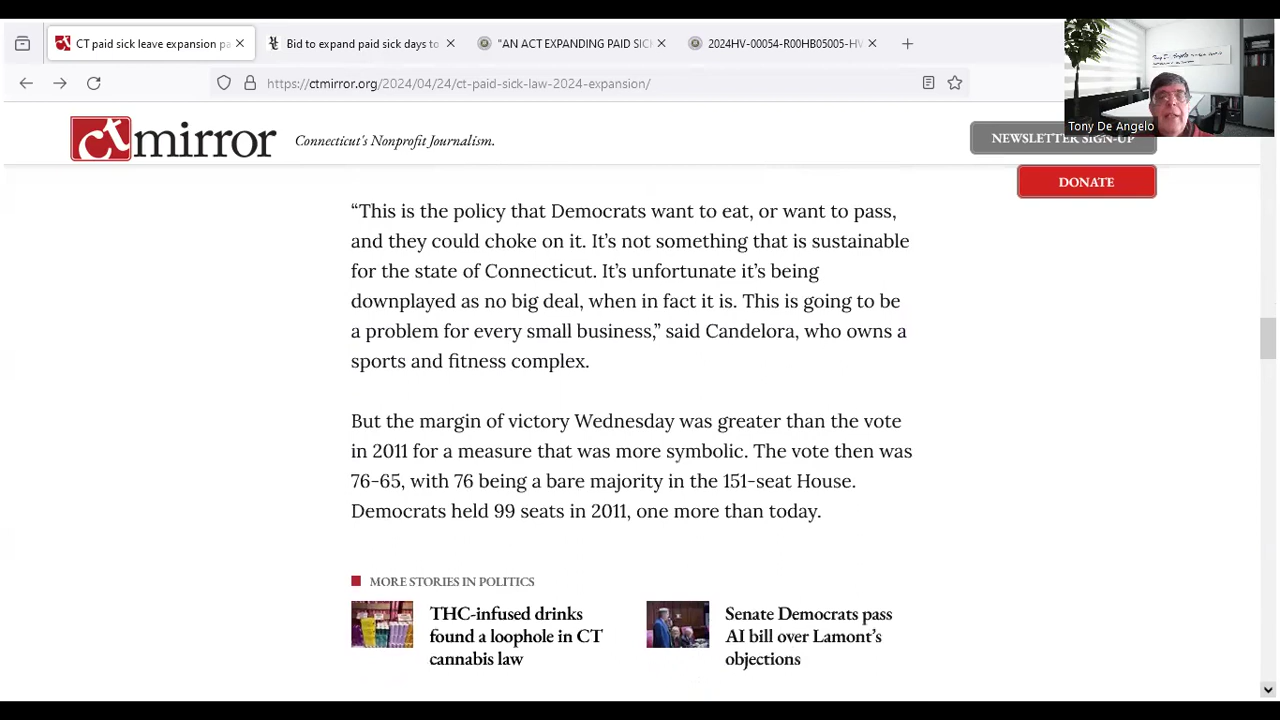 CT paid sick leave expansion pa
Bid to expand paid sick days to
"AN ACT EXPANDING PAID SICK
2024HV-00054-R00HB05005-HV
https://ctmirror.org/2024/04/24/ct-paid-sick-law-2024-expansion/
Tony De Angelo
ct mirror
Connecticut's Nonprofit Journalism.
NEWSLETTER SIGN-UP
DONATE
“This is the policy that Democrats want to eat, or want to pass,
and they could choke on it. It’s not something that is sustainable
for the state of Connecticut. It’s unfortunate it’s being
downplayed as no big deal, when in fact it is. This is going to be
a problem for every small business,” said Candelora, who owns a
sports and fitness complex.
But the margin of victory Wednesday was greater than the vote
in 2011 for a measure that was more symbolic. The vote then was
76-65, with 76 being a bare majority in the 151-seat House.
Democrats held 99 seats in 2011, one more than today.
MORE STORIES IN POLITICS
THC-infused drinks
found a loophole in CT
cannabis law
Senate Democrats pass
AI bill over Lamont’s
objections